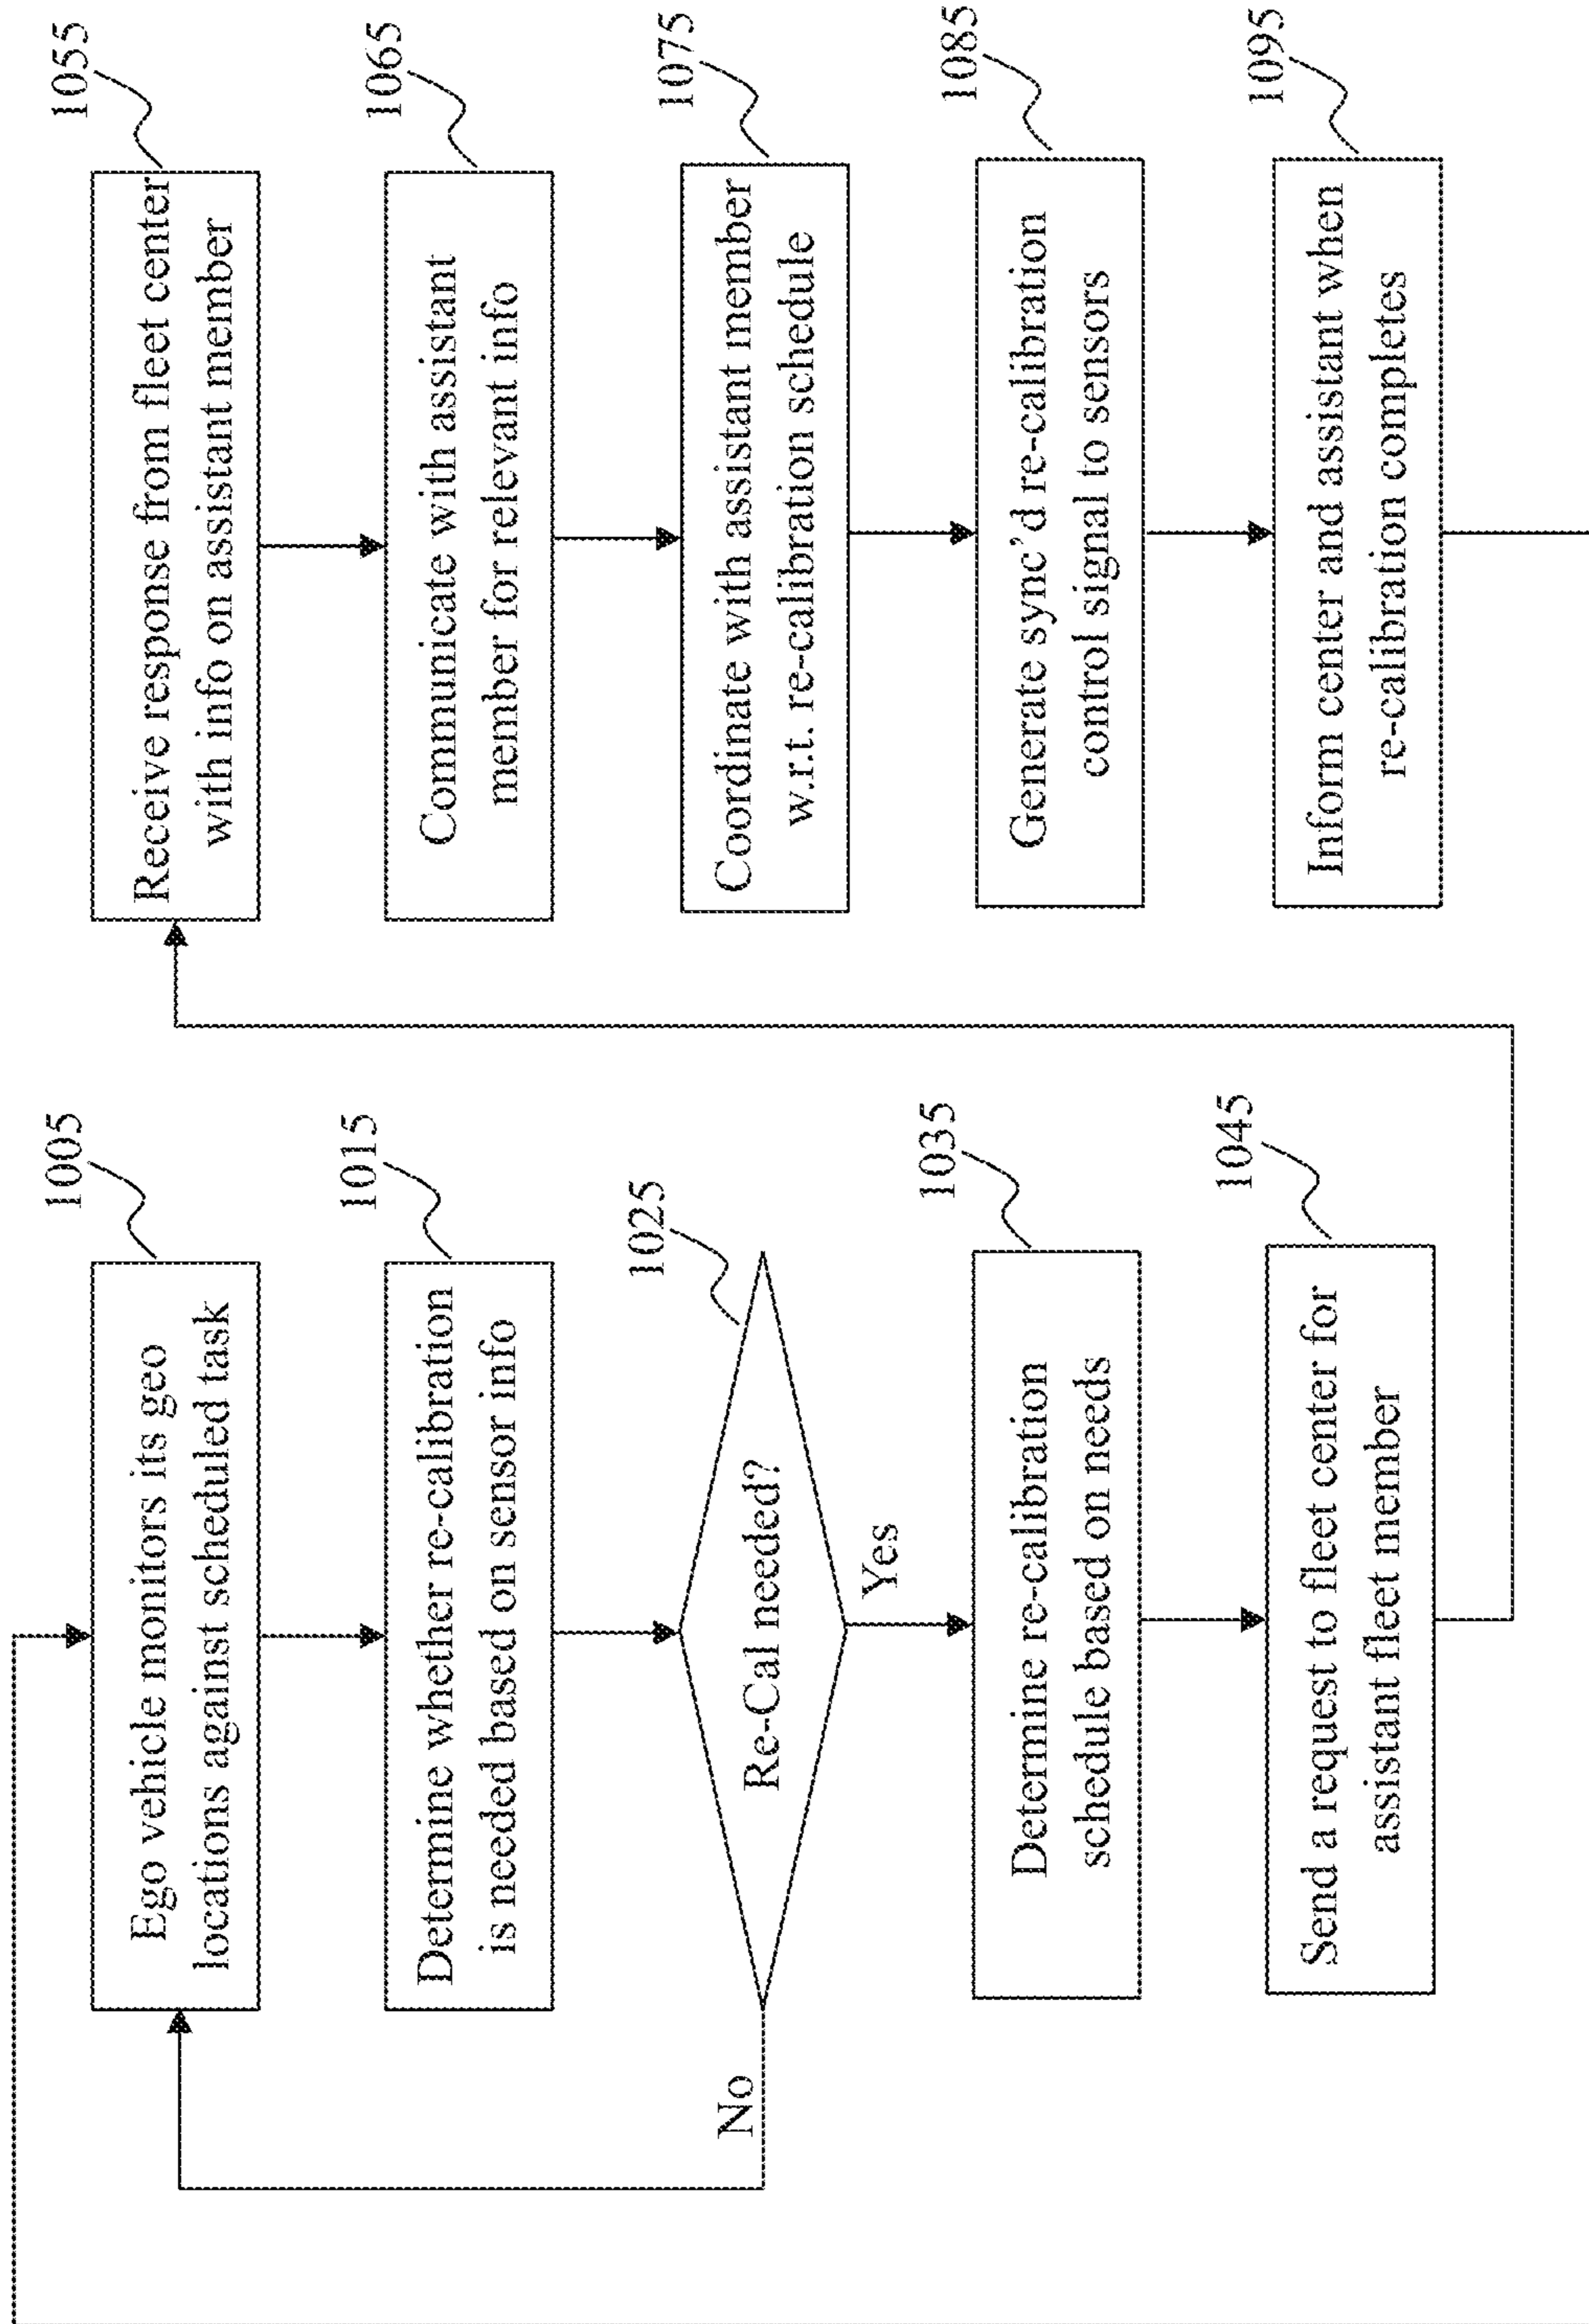 1005
Ego vehicle monitors its geo
locations against scheduled task
1015
Determine whether re-calibration
is needed based on sensor info
1025
Re-Cal needed?
No
Yes
1035
Determine re-calibration
schedule based on needs
1045
Send a request to fleet center for
assistant fleet member
1055
Receive response from fleet center
with info on assistant member
1065
Communicate with assistant
member for relevant info
1075
Coordinate with assistant member
w.r.t. re-calibration schedule
1085
Generate sync’d re-calibration
control signal to sensors
1095
Inform center and assistant when
re-calibration completes